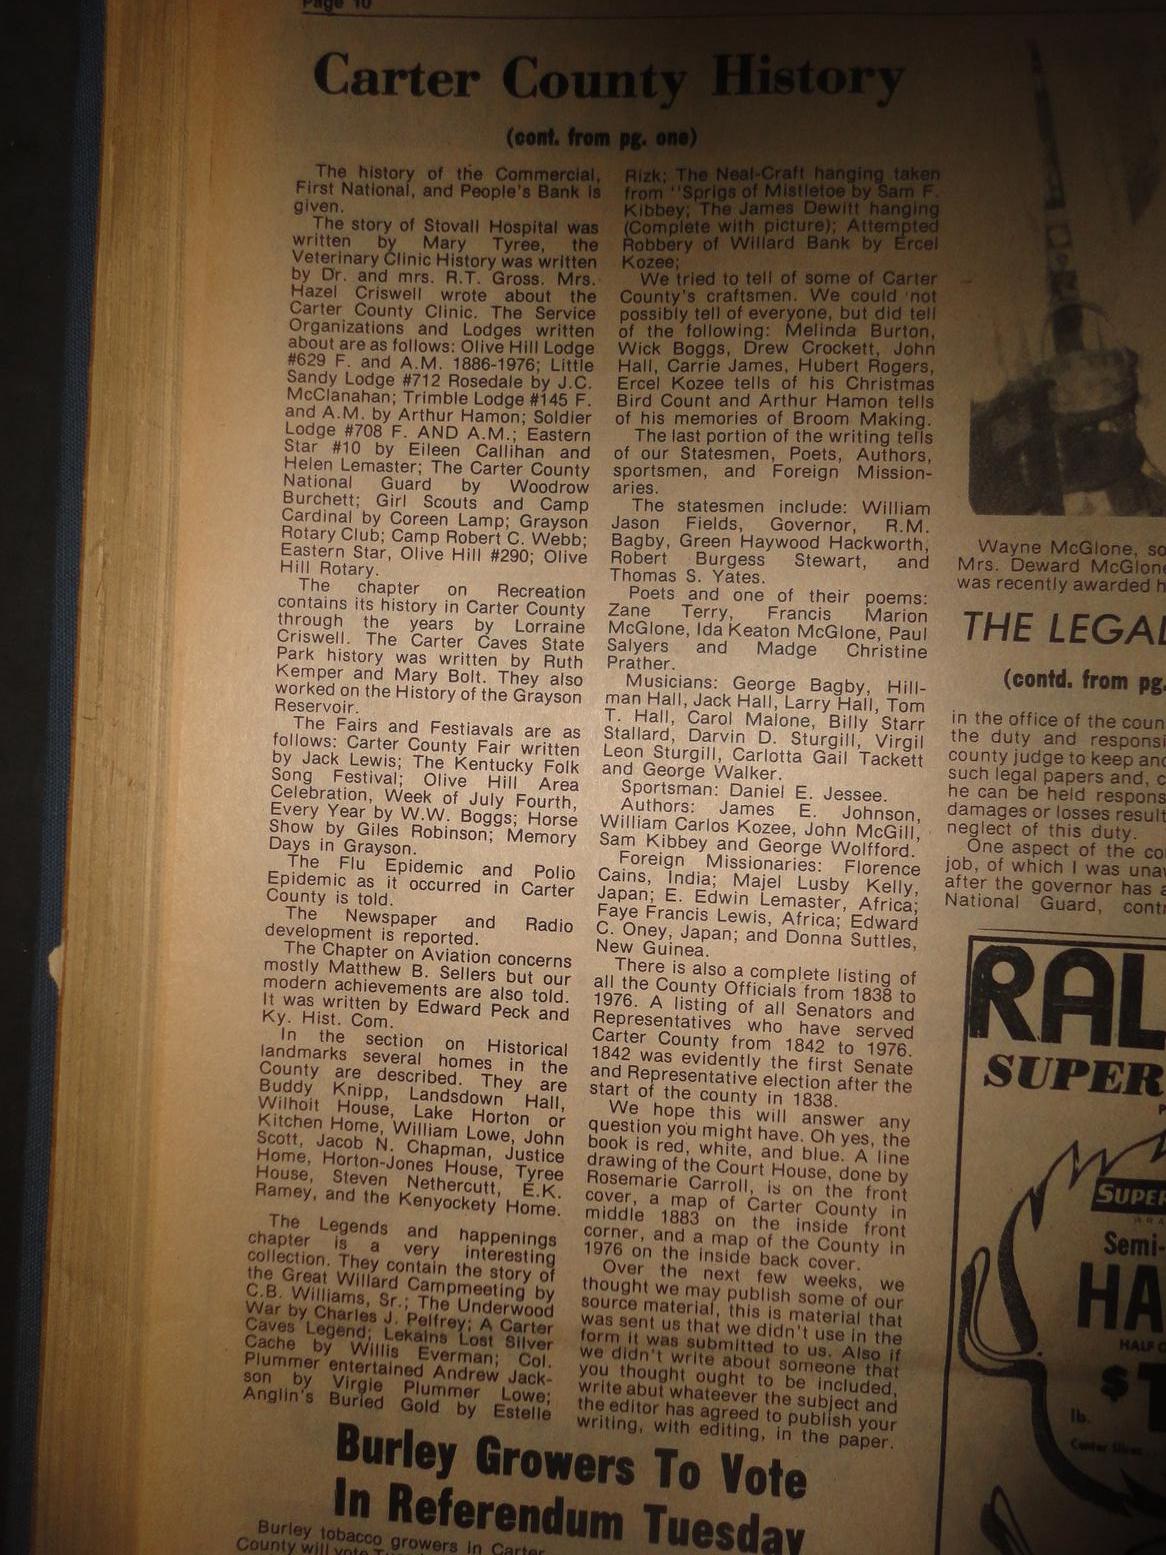 Page 10
Carter County History
(cont. from pg. one)
The history of the Commercial,
First National, and People's Bank is
given.
The story of Stovall Hospital was
written by Mary Tyree, the
Veterinary Clinic History was written
by Dr. and mrs. R.T. Gross. Mrs.
Hazel Criswell wrote about the
Carter County Clinic. The Service
Organizations and Lodges written
about are as follows: Olive Hill Lodge
#629 F. and A.M. 1886-1976; Little
Sandy Lodge #712 Rosedale by J.C.
McClanahan; Trimble Lodge #145 F.
and A.M. by Arthur Hamon; Soldier
Lodge #708 F. AND A.M.; Eastern
Star #10 by Eileen Callihan and
Helen Lemaster; The Carter County
National Guard by Woodrow
Burchett; Girl Scouts and Camp
Cardinal by Coreen Lamp; Grayson
Rotary Club; Camp Robert C. Webb;
Eastern Star, Olive Hill #290; Olive
Hill Rotary.
The chapter on Recreation
contains its history in Carter County
through the years by Lorraine
Criswell. The Carter Caves State
Park history was written by Ruth
Kemper and Mary Bolt. They also
worked on the History of the Grayson
Reservoir.
The Fairs and Festiavals are as
follows: Carter County Fair written
by Jack Lewis; The Kentucky Folk
Song Festival; Olive Hill Area
Celebration, Week of July Fourth,
Every Year by W.W. Boggs; Horse
Show by Giles Robinson; Memory
Days in Grayson.
The Flu Epidemic and Polio
Epidemic as it occurred in Carter
County is told.
The Newspaper and Radio
development is reported.
The Chapter on Aviation concerns
mostly Matthew B. Sellers but our
modern achievements are also told.
It was written by Edward Peck and
Ky. Hist. Com.
In the section on Historical
landmarks several homes in the
County are described. They are
Buddy Knipp, Landsdown Hall,
Wilhoit House, Lake Horton or
Kitchen Home, William Lowe, John
Scott, Jacob N. Chapman, Justice
Home, Horton-Jones House, Tyree
House, Steven Nethercutt, E.K.
Ramey, and the Kenyockety Home.
The Legends and happenings
chapter is a very interesting
collection. They contain the story of
the Great Willard Campmeeting by
C.B. Williams, Sr.; The Underwood
War by Charles J. Pelfrey; A Carter
Caves Legend; Lekains Lost Silver
Cache by Willis Everman; Col.
Plummer entertained Andrew Jack-
son by Virgie Plummer Lowe;
Anglin's Buried Gold by Estelle
Rizk; The Neal-Craft hanging taken
from "Sprigs of Mistletoe by Sam F.
Kibbey; The James Dewitt hanging
(Complete with picture); Attempted
Robbery of Willard Bank by Ercel
Kozee;
We tried to tell of some of Carter
County's craftsmen. We could not
possibly tell of everyone, but did tell
of the following: Melinda Burton,
Wick Boggs, Drew Crockett, John
Hall, Carrie James, Hubert Rogers,
Ercel Kozee tells of his Christmas
Bird Count and Arthur Hamon tells
of his memories of Broom Making.
The last portion of the writing tells
of our Statesmen, Poets, Authors,
sportsmen, and Foreign Mission-
aries.
The statesmen include: William
Jason Fields, Governor, R.M.
Bagby, Green Haywood Hackworth,
Robert Burgess Stewart, and
Thomas S. Yates.
Poets and one of their poems:
Zane Terry, Francis Marion
McGlone, Ida Keaton McGlone, Paul
Salyers and Madge Christine
Prather.
Musicians: George Bagby, Hill-
man Hall, Jack Hall, Larry Hall, Tom
T. Hall, Carol Malone, Billy Starr
Stallard, Darvin D. Sturgill, Virgil
Leon Sturgill, Carlotta Gail Tackett
and George Walker.
Sportsman: Daniel E. Jessee.
Authors: James E. Johnson,
William Carlos Kozee, John McGill,
Sam Kibbey and George Wolfford.
Foreign Missionaries: Florence
Cains, India; Majel Lusby Kelly,
Japan; E. Edwin Lemaster, Africa;
Faye Francis Lewis, Africa; Edward
C. Oney, Japan; and Donna Suttles,
New Guinea.
There is also a complete listing of
all the County Officials from 1838 to
1976. A listing of all Senators and
Representatives who have served
Carter County from 1842 to 1976.
1842 was evidently the first Senate
and Representative election after the
start of the county in 1838.
We hope this will answer any
question you might have. Oh yes, the
book is red, white, and blue. A line
drawing of the Court House, done by
Rosemarie Carroll, is on the front
cover, a map of Carter County in
middle 1883 on the inside front
corner, and a map of the County in
1976 on the inside back cover.
Over the next few weeks, we
thought we may publish some of our
source material, this is material that
was sent us that we didn't use in the
form it was submitted to us. Also if
we didn't write about someone that
you thought ought to be included,
write abut whateever the subject and
the editor has agreed to publish your
writing, with editing, in the paper.
Burley Growers To Vote
In Referendum Tuesday
Burley tobacco growers in Carter
County will vote
Wayne McGlone, so
Mrs. Deward McGlone
was recently awarded h
THE LEGAL
(contd. from pg.
in the office of the coun
the duty and responsi
county judge to keep and
such legal papers and, c
he can be held respons
damages or losses result
neglect of this duty.
One aspect of the co
job, of which I was unaw
after the governor has a
National Guard, contr
RAL
SUPER
SUPER
Semi-
HA
HALF
$1
lb.
Center Slices